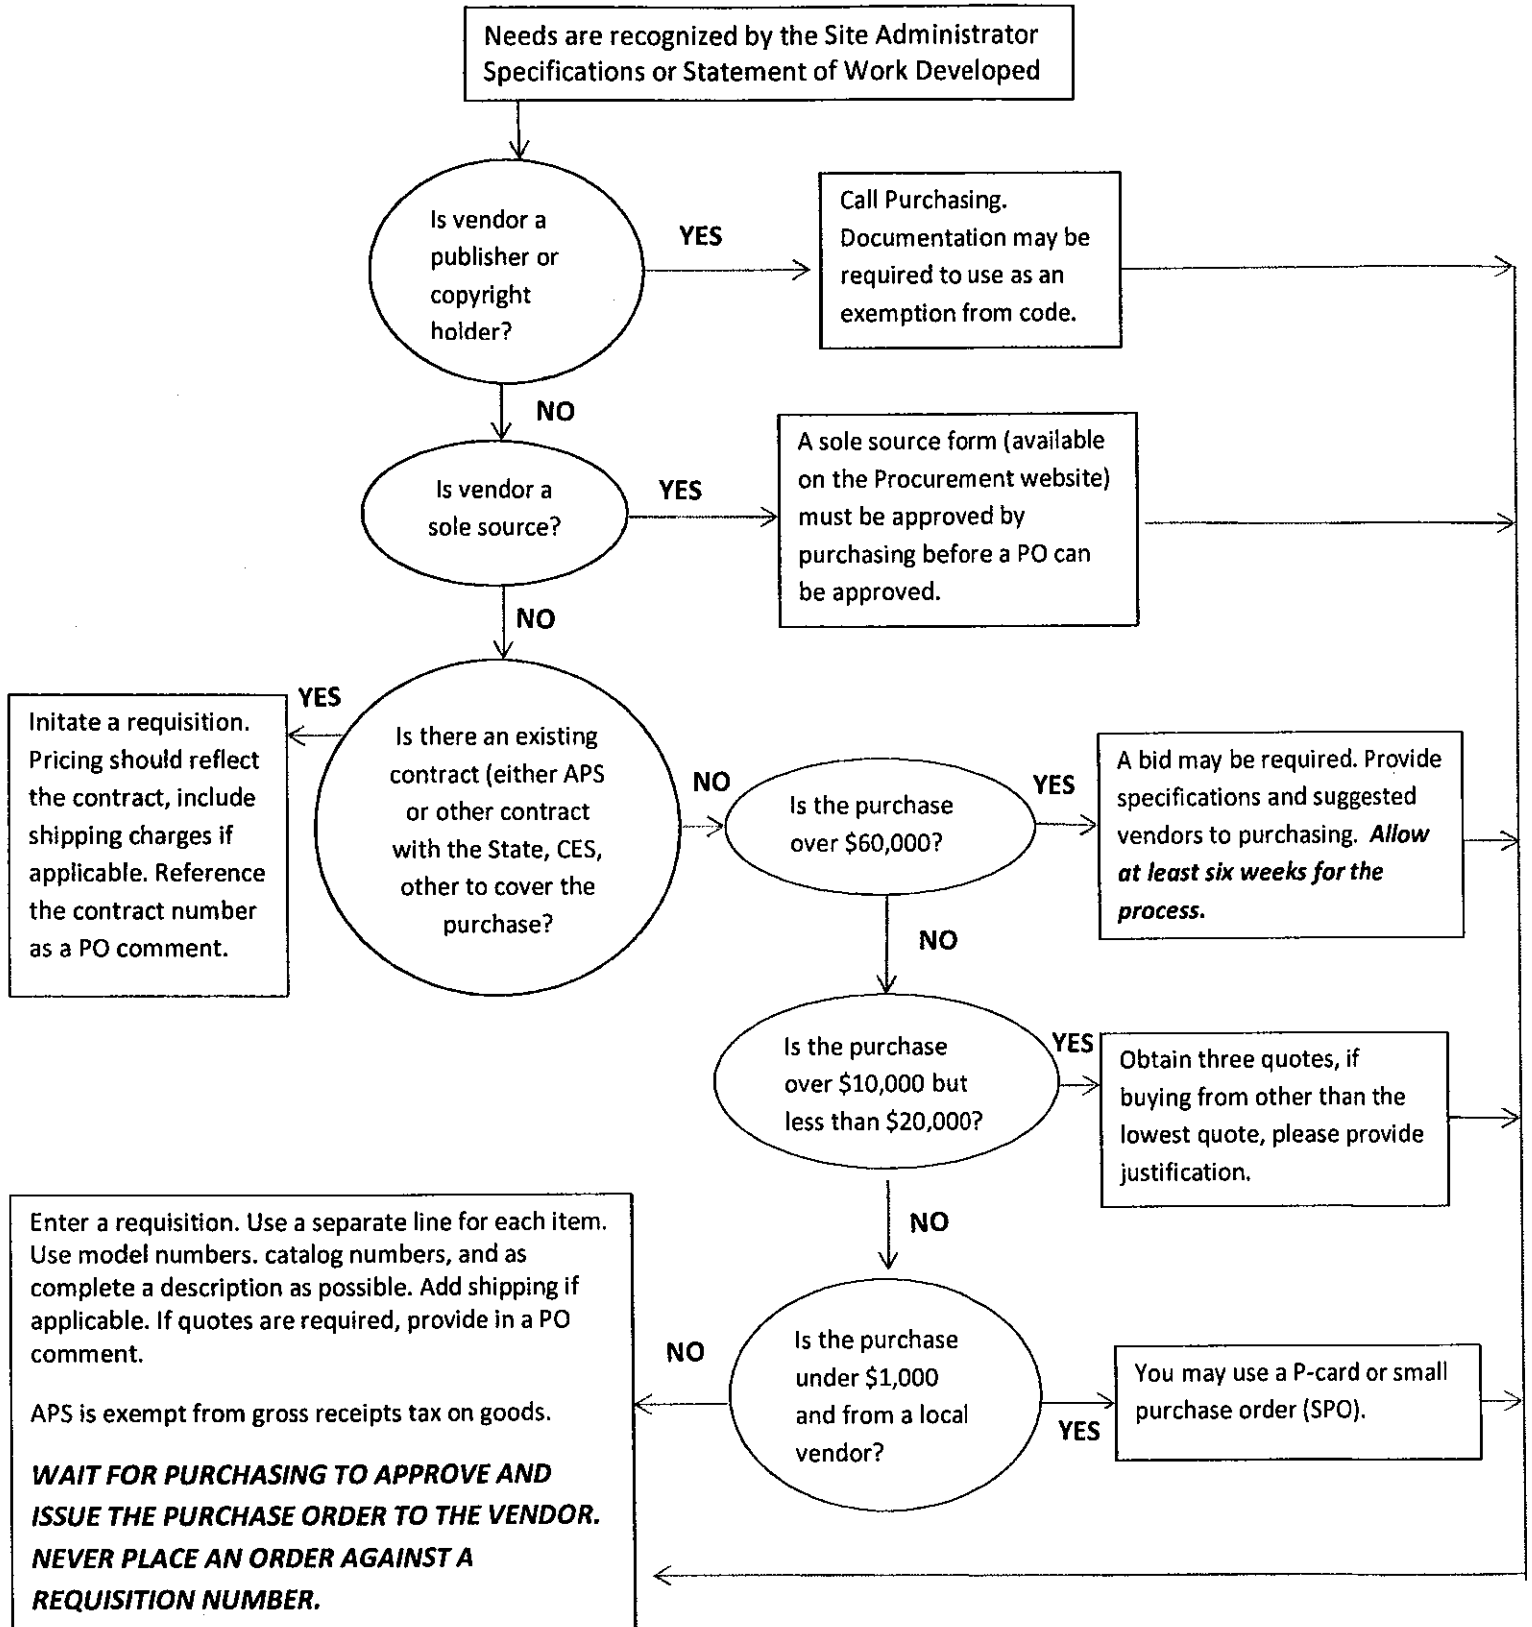 Needs are recognized by the Site Administrator
Specifications or Statement of Work Developed
Is vendor a
publisher or
copyright
holder?
YES
Call Purchasing.
Documentation may be
required to use as an
exemption from code.
NO
Is vendor a
sole source?
YES
A sole source form (available
on the Procurement website)
must be approved by
purchasing before a PO can
be approved.
NO
YES
Initate a requisition.
Pricing should reflect
the contract, include
shipping charges if
applicable. Reference
the contract number
as a PO comment.
Is there an existing
contract (either APS
or other contract
with the State, CES,
other to cover the
purchase?
NO
Is the purchase
over $60,000?
YES
A bid may be required. Provide
specifications and suggested
vendors to purchasing. Allow
at least six weeks for the
process.
NO
Is the purchase
over $10,000 but
less than $20,000?
YES
Obtain three quotes, if
buying from other than the
lowest quote, please provide
justification.
NO
Is the purchase
under $1,000
and from a local
vendor?
YES
You may use a P-card or small
purchase order (SPO).
NO
Enter a requisition. Use a separate line for each item.
Use model numbers. catalog numbers, and as
complete a description as possible. Add shipping if
applicable. If quotes are required, provide in a PO
comment.
APS is exempt from gross receipts tax on goods.
WAIT FOR PURCHASING TO APPROVE AND
ISSUE THE PURCHASE ORDER TO THE VENDOR.
NEVER PLACE AN ORDER AGAINST A
REQUISITION NUMBER.